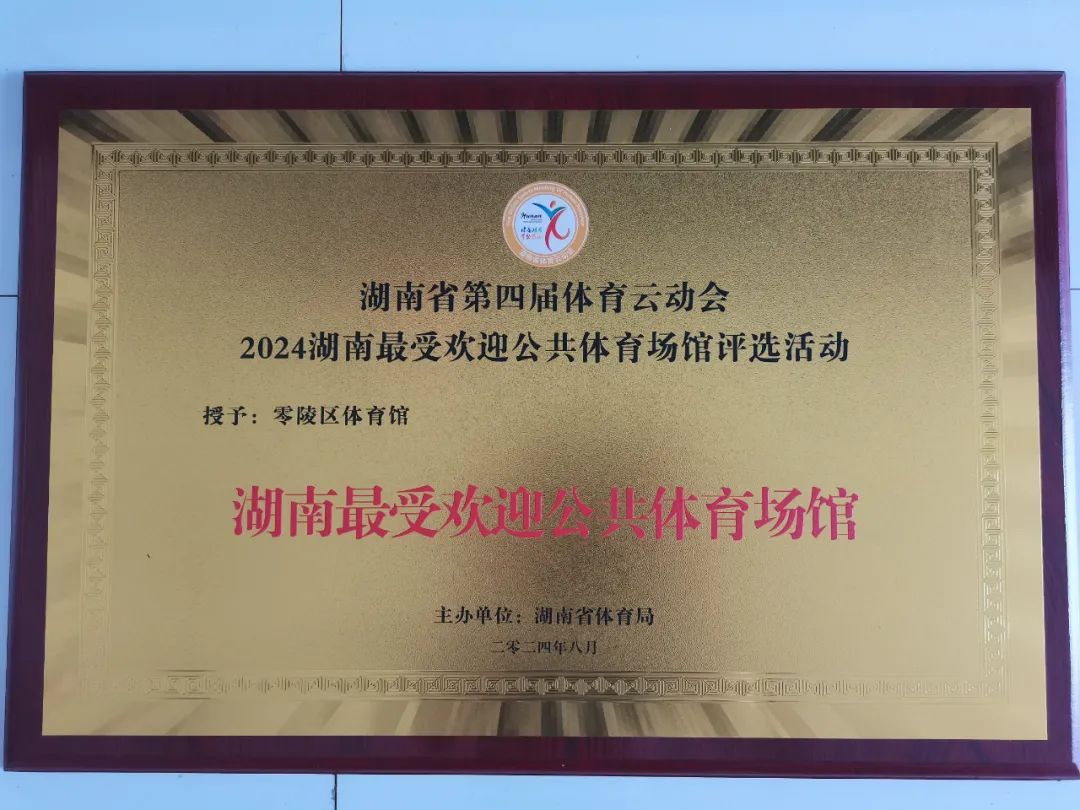 Hunan
湖南省第四届体育云动会
2024湖南最受欢迎公共体育场馆评选活动
授予：零陵区体育馆
湖南最受欢迎公共体育场馆
主办单位：湖南省体育局
二零二四年八月